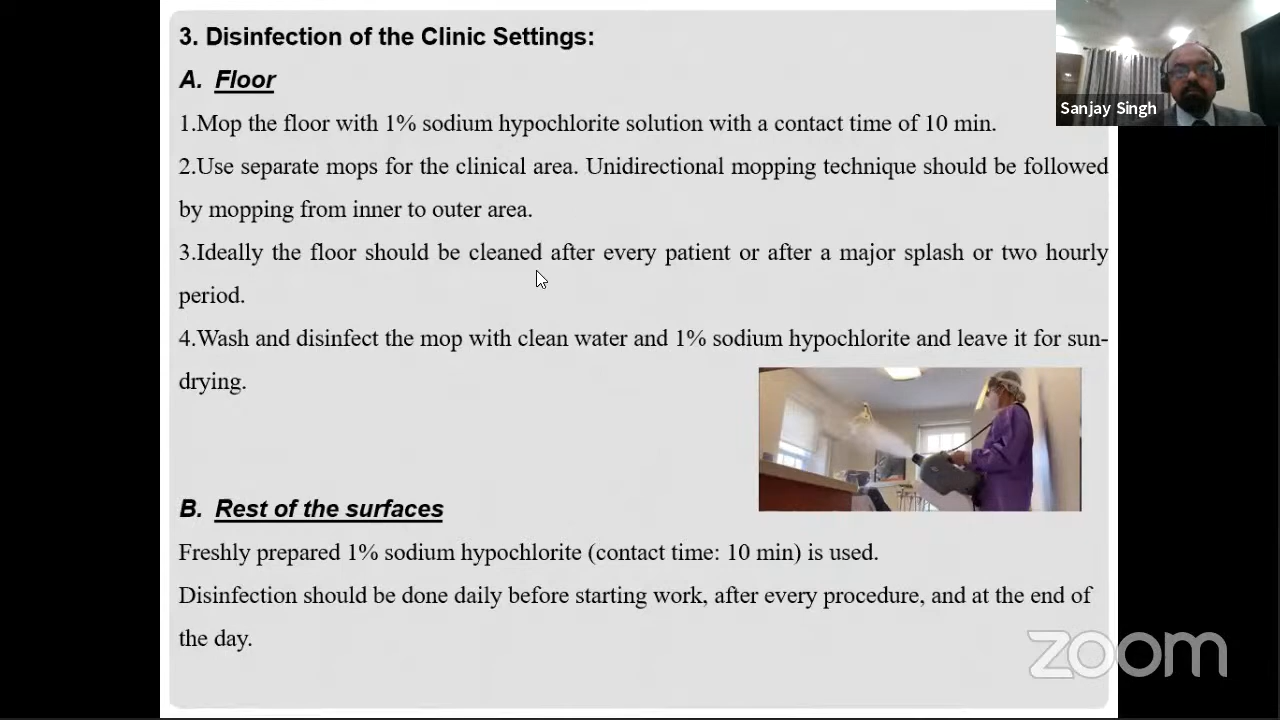 3. Disinfection of the Clinic Settings:
A. Floor
1.Mop the floor with 1% sodium hypochlorite solution with a contact time of 10 min.
2.Use separate mops for the clinical area. Unidirectional mopping technique should be followed
by mopping from inner to outer area.
3.Ideally the floor should be cleaned after every patient or after a major splash or two hourly
period.
4.Wash and disinfect the mop with clean water and 1% sodium hypochlorite and leave it for sun-
drying.
B. Rest of the surfaces
Freshly prepared 1% sodium hypochlorite (contact time: 10 min) is used.
Disinfection should be done daily before starting work, after every procedure, and at the end of
the day.
Sanjay Singh
zoom